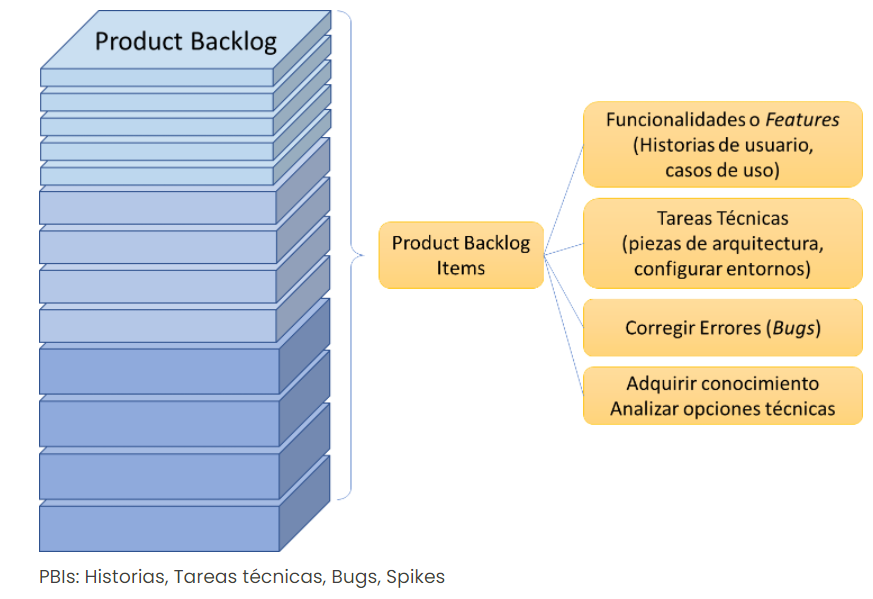 Product Backlog
Product Backlog
Items
Funcionalidades o Features
(Historias de usuario,
casos de uso)
Tareas Técnicas
(piezas de arquitectura,
configurar entornos)
Corregir Errores (Bugs)
Adquirir conocimiento
Analizar opciones técnicas
PBIs: Historias, Tareas técnicas, Bugs, Spikes